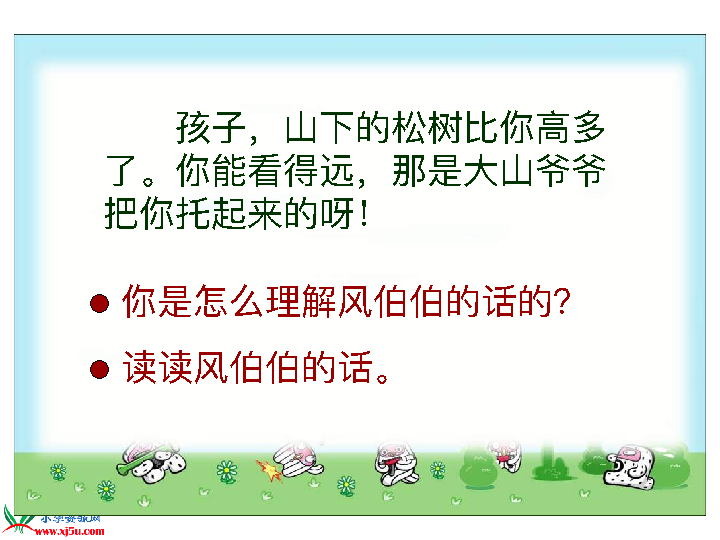 孩子，山下的松树比你高多
了。你能看得远，那是大山爷爷
把你托起来的呀！
● 你是怎么理解风伯伯的话的？
● 读读风伯伯的话。
小学资源网
www.xj5u.com